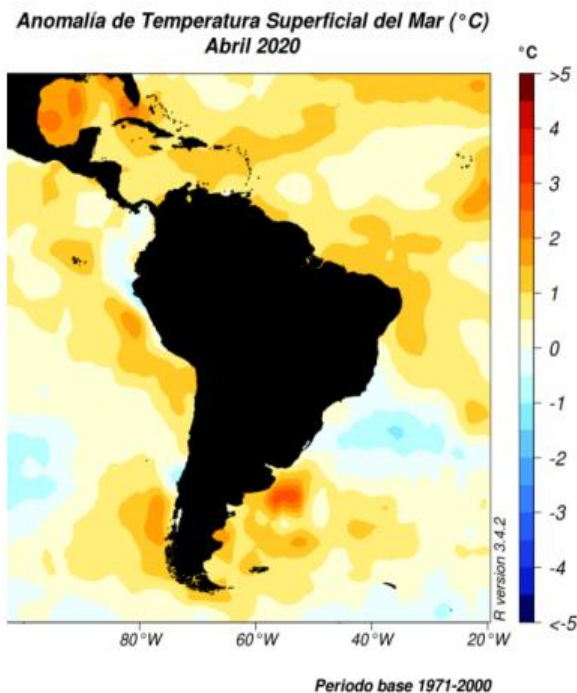 Anomalía de Temperatura Superficial del Mar (°C)
Abril 2020
°C
>5
4
3
2
1
0
-1
-2
-3
-4
<-5
R version 3.4.2
80°W
60°W
40°W
20°W
Periodo base 1971-2000